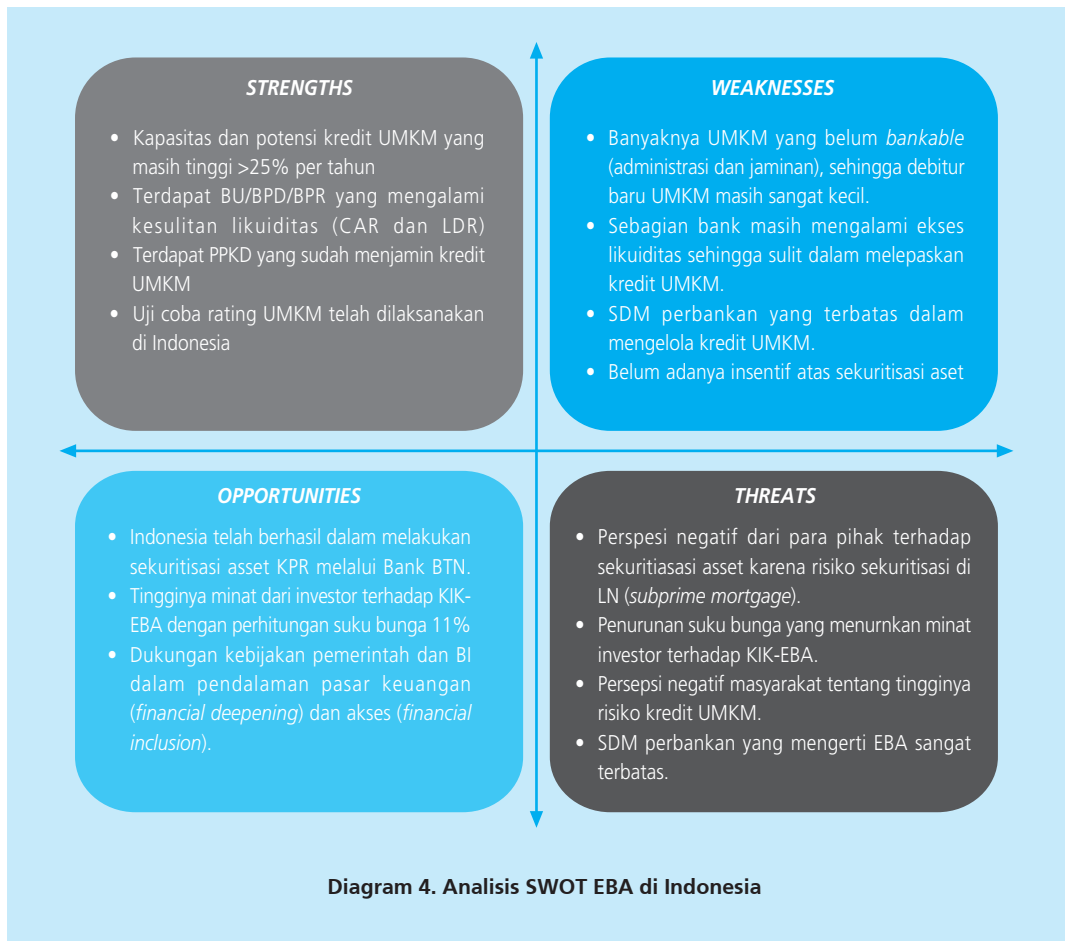 STRENGTHS
• Kapasitas dan potensi kredit UMKM yang
masih tinggi >25% per tahun
• Terdapat BU/BPD/BPR yang mengalami
kesulitan likuiditas (CAR dan LDR)
• Terdapat PPKD yang sudah menjamin kredit
UMKM
• Uji coba rating UMKM telah dilaksanakan
di Indonesia
WEAKNESSES
• Banyaknya UMKM yang belum bankable
(administrasi dan jaminan), sehingga debitur
baru UMKM masih sangat kecil.
• Sebagian bank masih mengalami ekses
likuiditas sehingga sulit dalam melepaskan
kredit UMKM.
• SDM perbankan yang terbatas dalam
mengelola kredit UMKM.
• Belum adanya insentif atas sekuritisasi aset
OPPORTUNITIES
• Indonesia telah berhasil dalam melakukan
sekuritisasi asset KPR melalui Bank BTN.
• Tingginya minat dari investor terhadap KIK-
EBA dengan perhitungan suku bunga 11%
• Dukungan kebijakan pemerintah dan BI
dalam pendalaman pasar keuangan
(financial deepening) dan akses (financial
inclusion).
THREATS
• Perspesi negatif dari para pihak terhadap
sekuritiasasi asset karena risiko sekuritisasi di
LN (subprime mortgage).
• Penurunan suku bunga yang menurnkan minat
investor terhadap KIK-EBA.
• Persepsi negatif masyarakat tentang tingginya
risiko kredit UMKM.
• SDM perbankan yang mengerti EBA sangat
terbatas.
Diagram 4. Analisis SWOT EBA di Indonesia